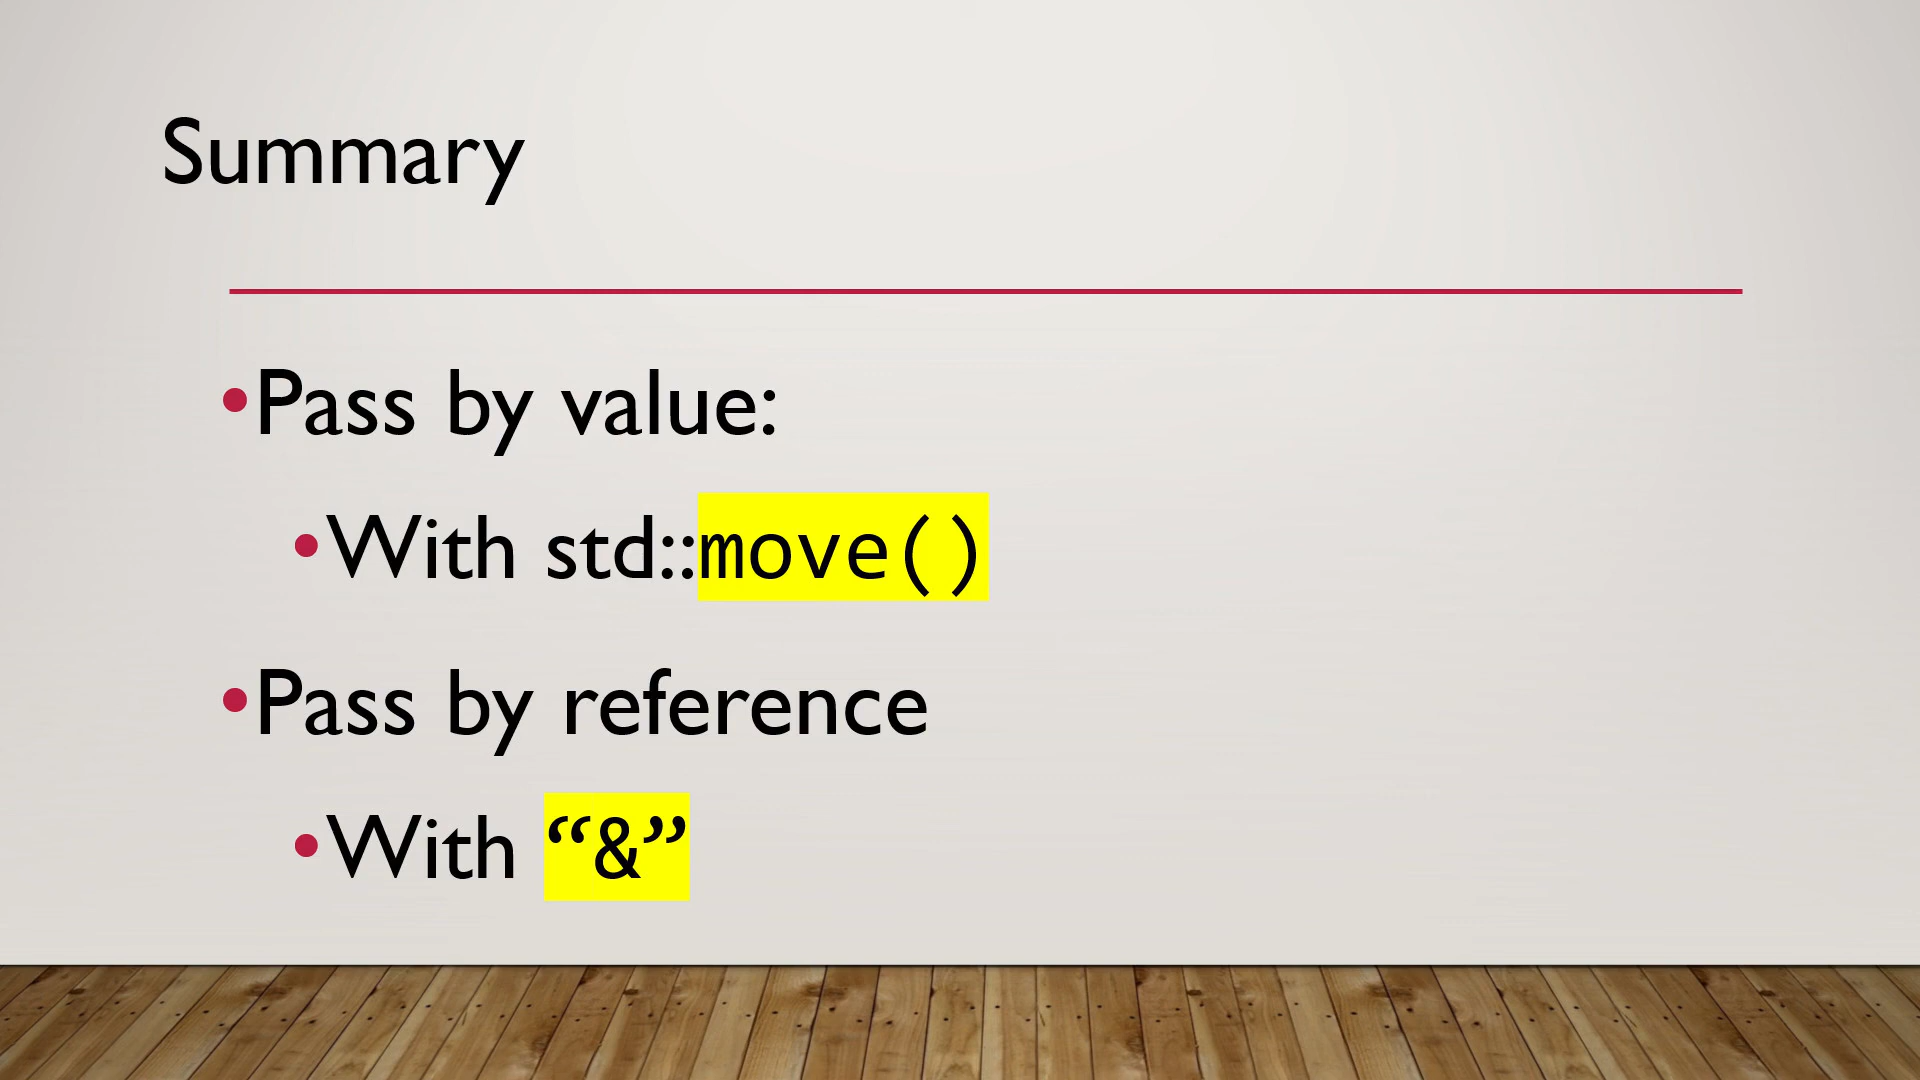 Summary
•Pass by value:
•With std::move()
•Pass by reference
•With “&”